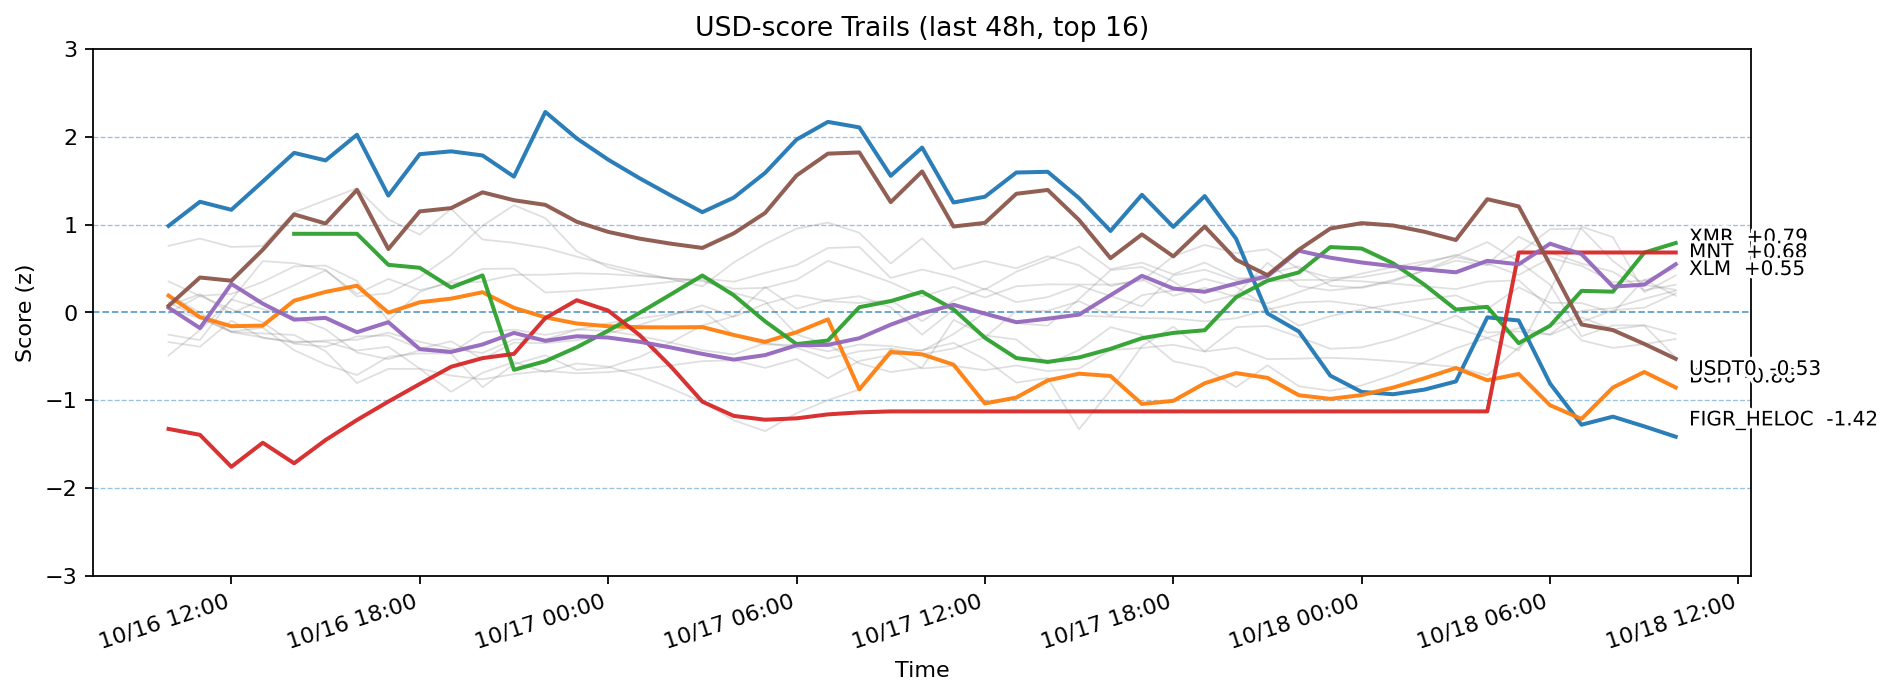 USD-score Trails (last 48h, top 16)
3
2
1
0
−1
−2
−3
Score (z)
XMR +0.79
MNT +0.68
XLM +0.55
USDT0 -0.53
FIGR_HELOC -1.42
10/16 12:00
10/16 18:00
10/17 00:00
10/17 06:00
10/17 12:00
10/17 18:00
10/18 00:00
10/18 06:00
10/18 12:00
Time